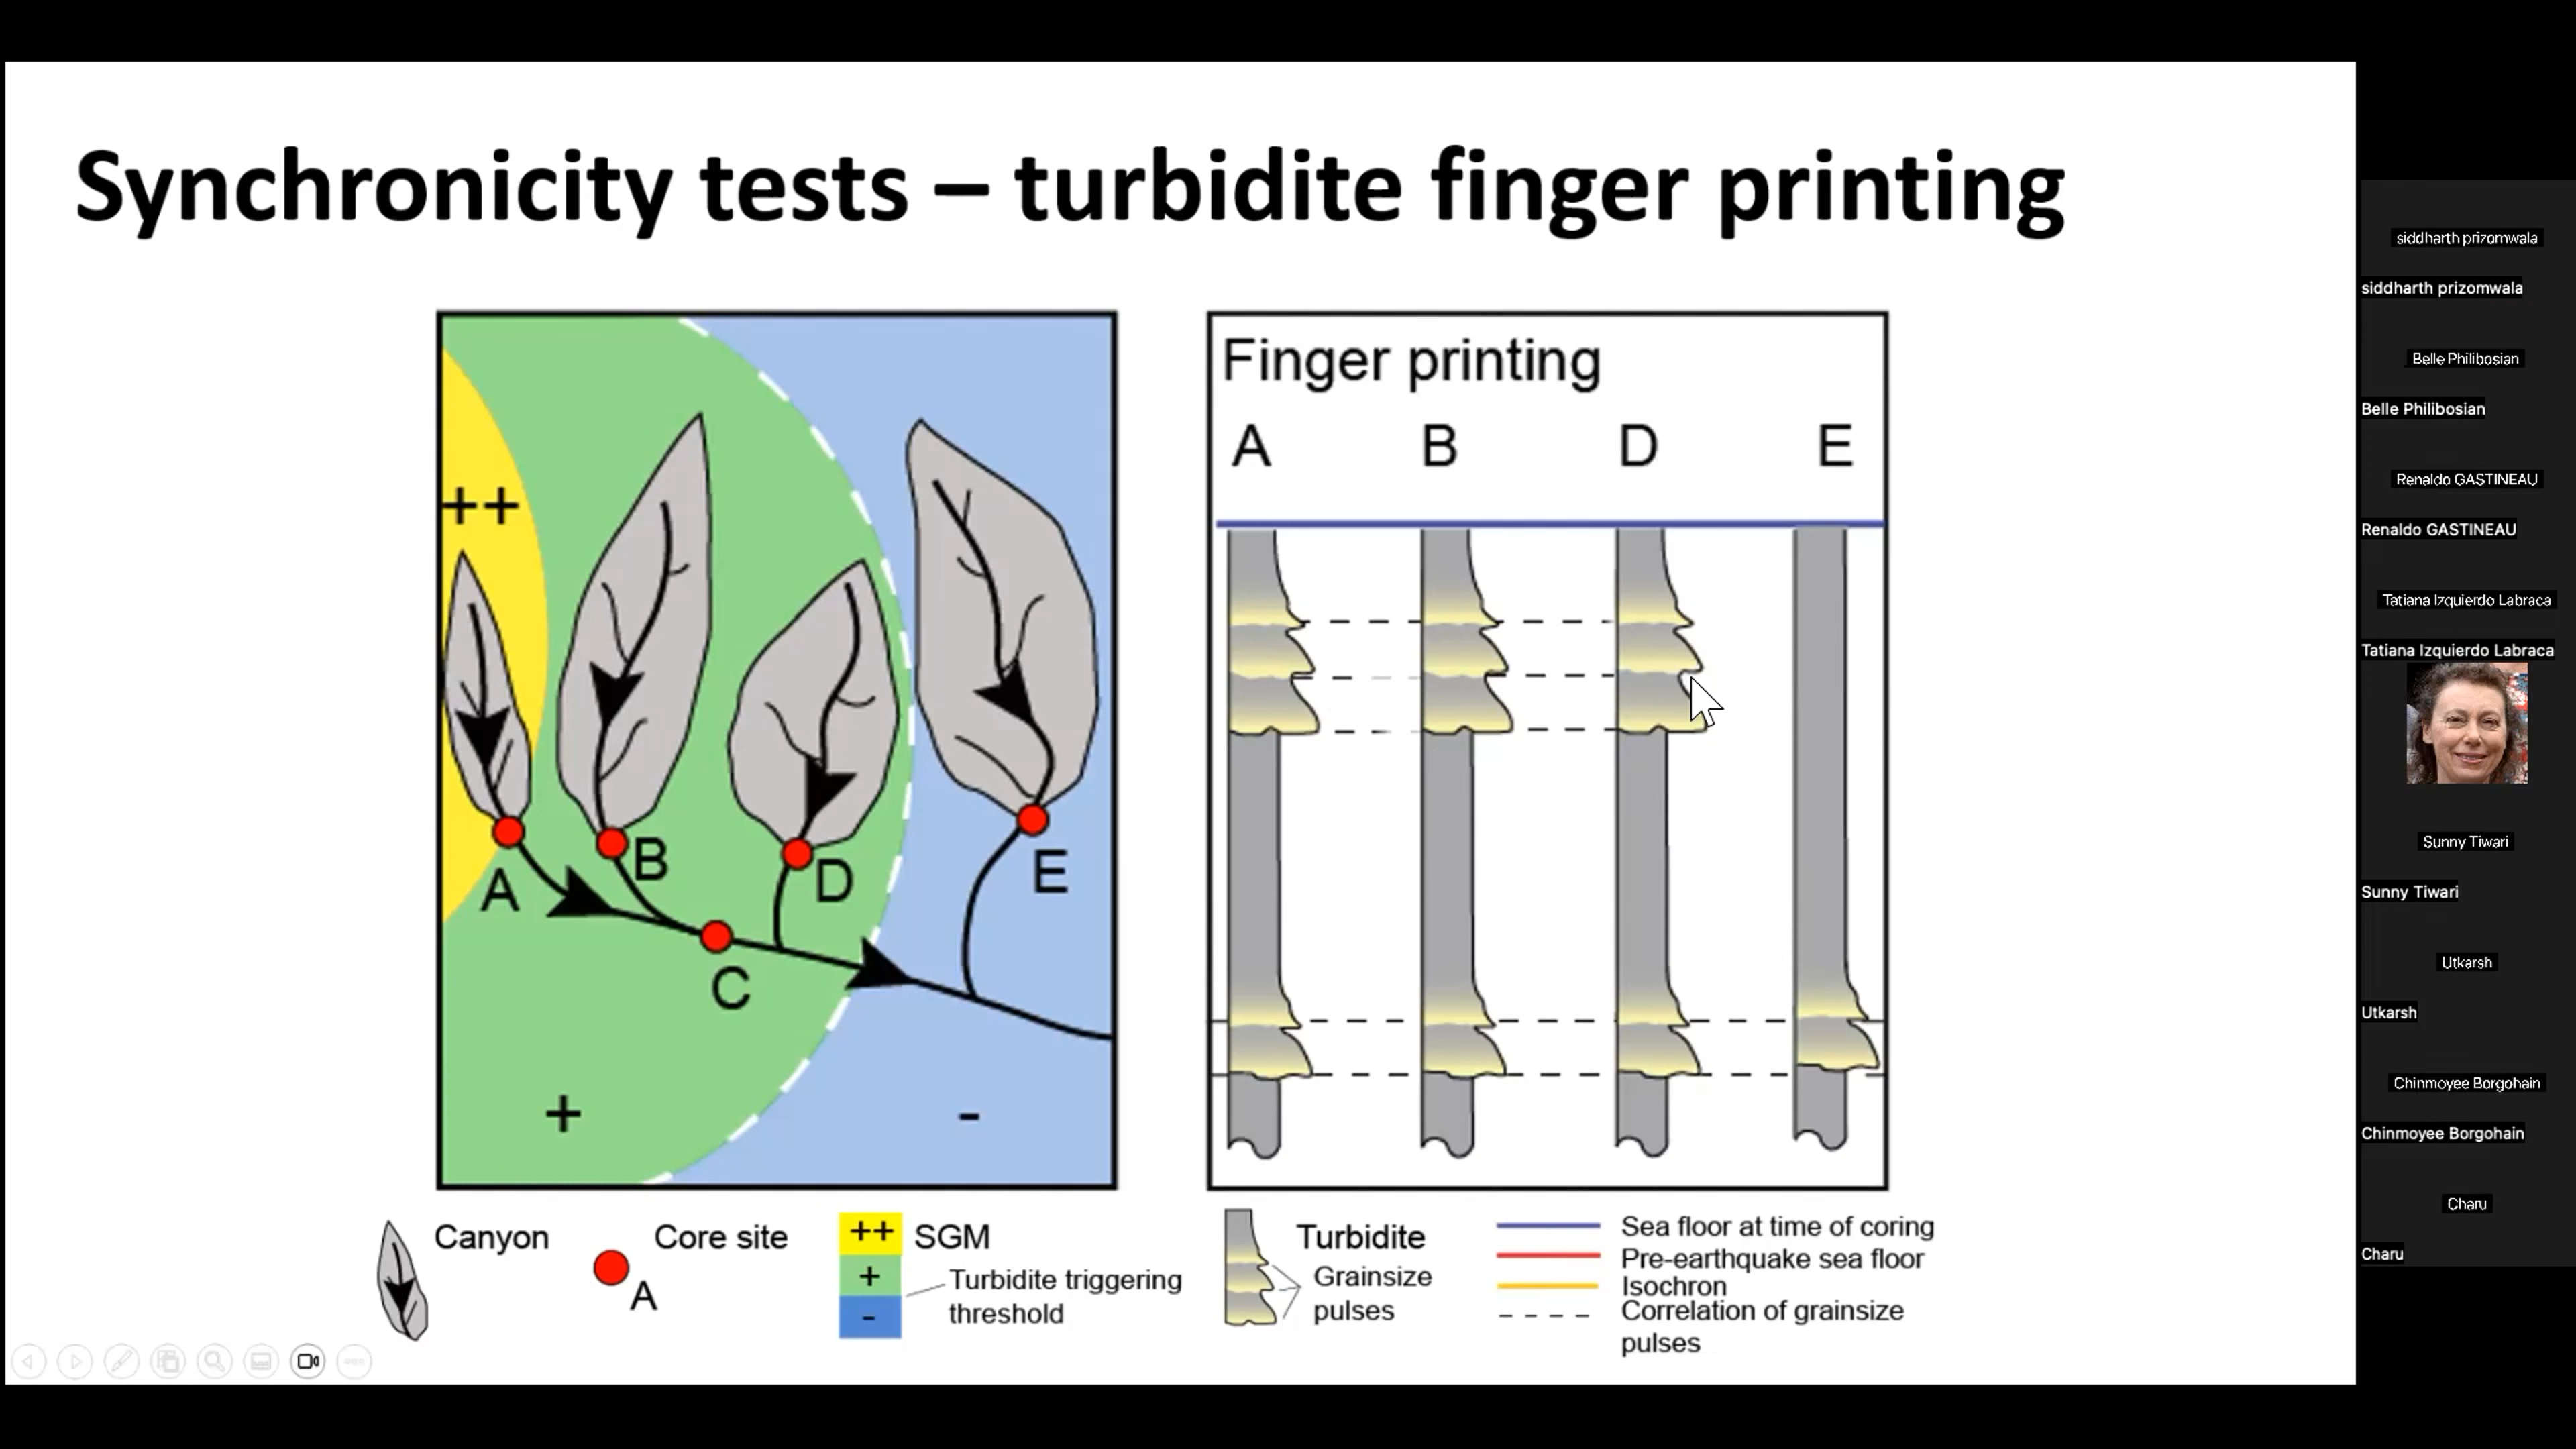 Synchronicity tests – turbidite finger printing
++
A
B
C
D
E
+
-
Finger printing
A B D E
Canyon
Core site
A
++ SGM
+
-
Turbidite triggering
threshold
Turbidite
Grainsize
pulses
Sea floor at time of coring
Pre-earthquake sea floor
Isochron
Correlation of grainsize
pulses
siddharth prizomwala
siddharth prizomwala
Belle Philibosian
Belle Philibosian
Renaldo GASTINEAU
Renaldo GASTINEAU
Tatiana Izquierdo Labraca
Tatiana Izquierdo Labraca
Sunny Tiwari
Sunny Tiwari
Utkarsh
Utkarsh
Chinmoyee Borgohain
Chinmoyee Borgohain
Charu
Charu